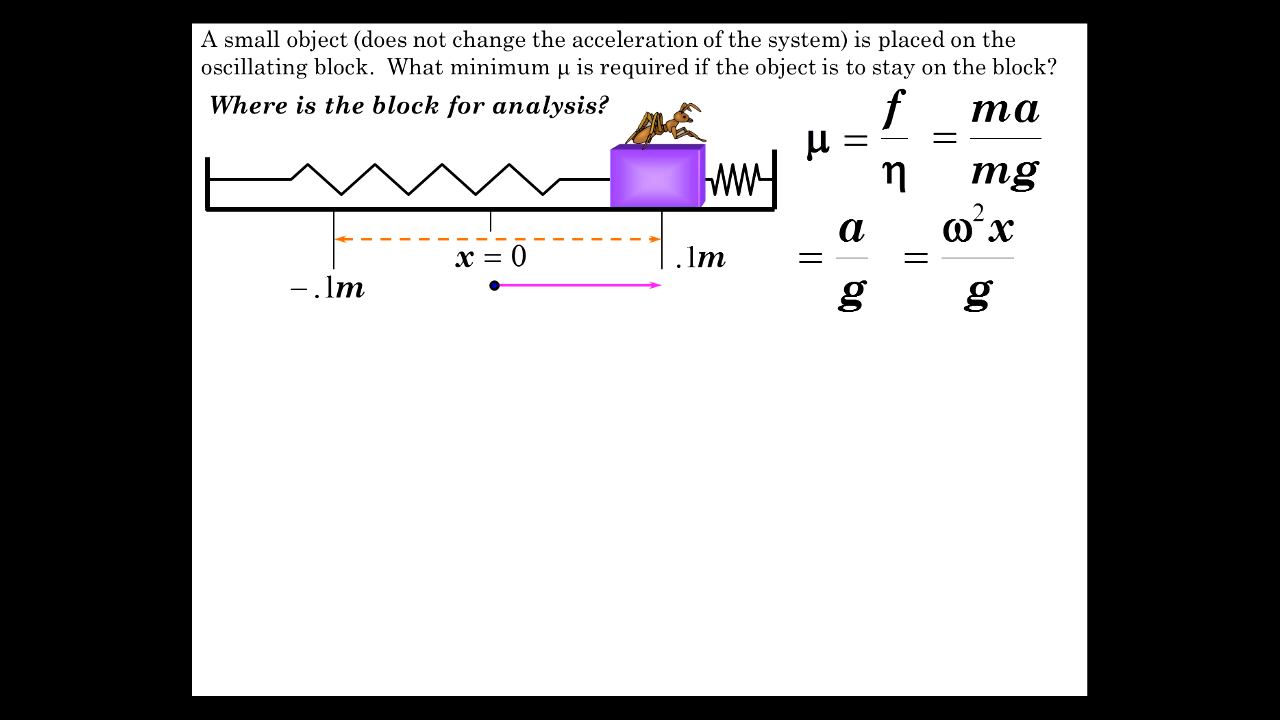 A small object (does not change the acceleration of the system) is placed on the
oscillating block. What minimum μ is required if the object is to stay on the block?
Where is the block for analysis?
μ = f/η = ma/mg
= a/g = ω²x/g
x = 0
.1m
−.1m